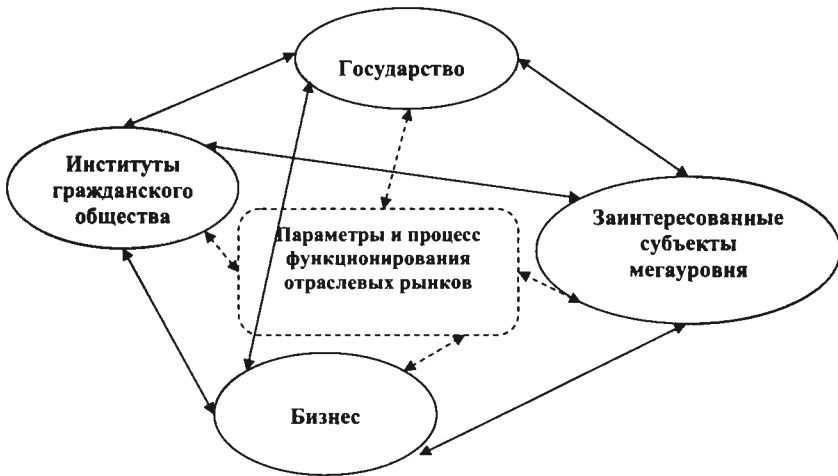 Государство
Институты
гражданского
общества
Параметры и процесс
функционирования
отраслевых рынков
Заинтересованные
субъекты
мегауровня
Бизнес